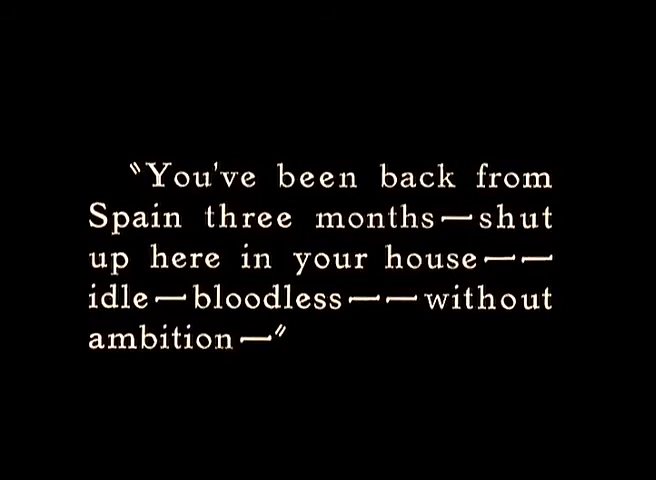 "You've been back from
Spain three months—shut
up here in your house——
idle—bloodless——without
ambition—"